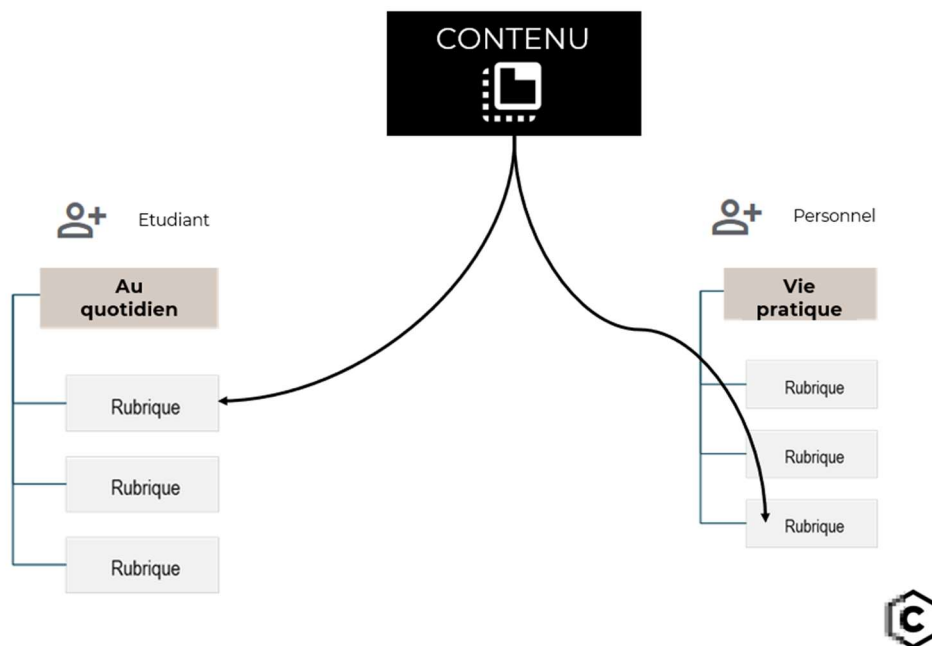 CONTENU
Etudiant
Personnel
Au
quotidien
Vie
pratique
Rubrique
Rubrique
Rubrique
Rubrique
Rubrique
Rubrique
C